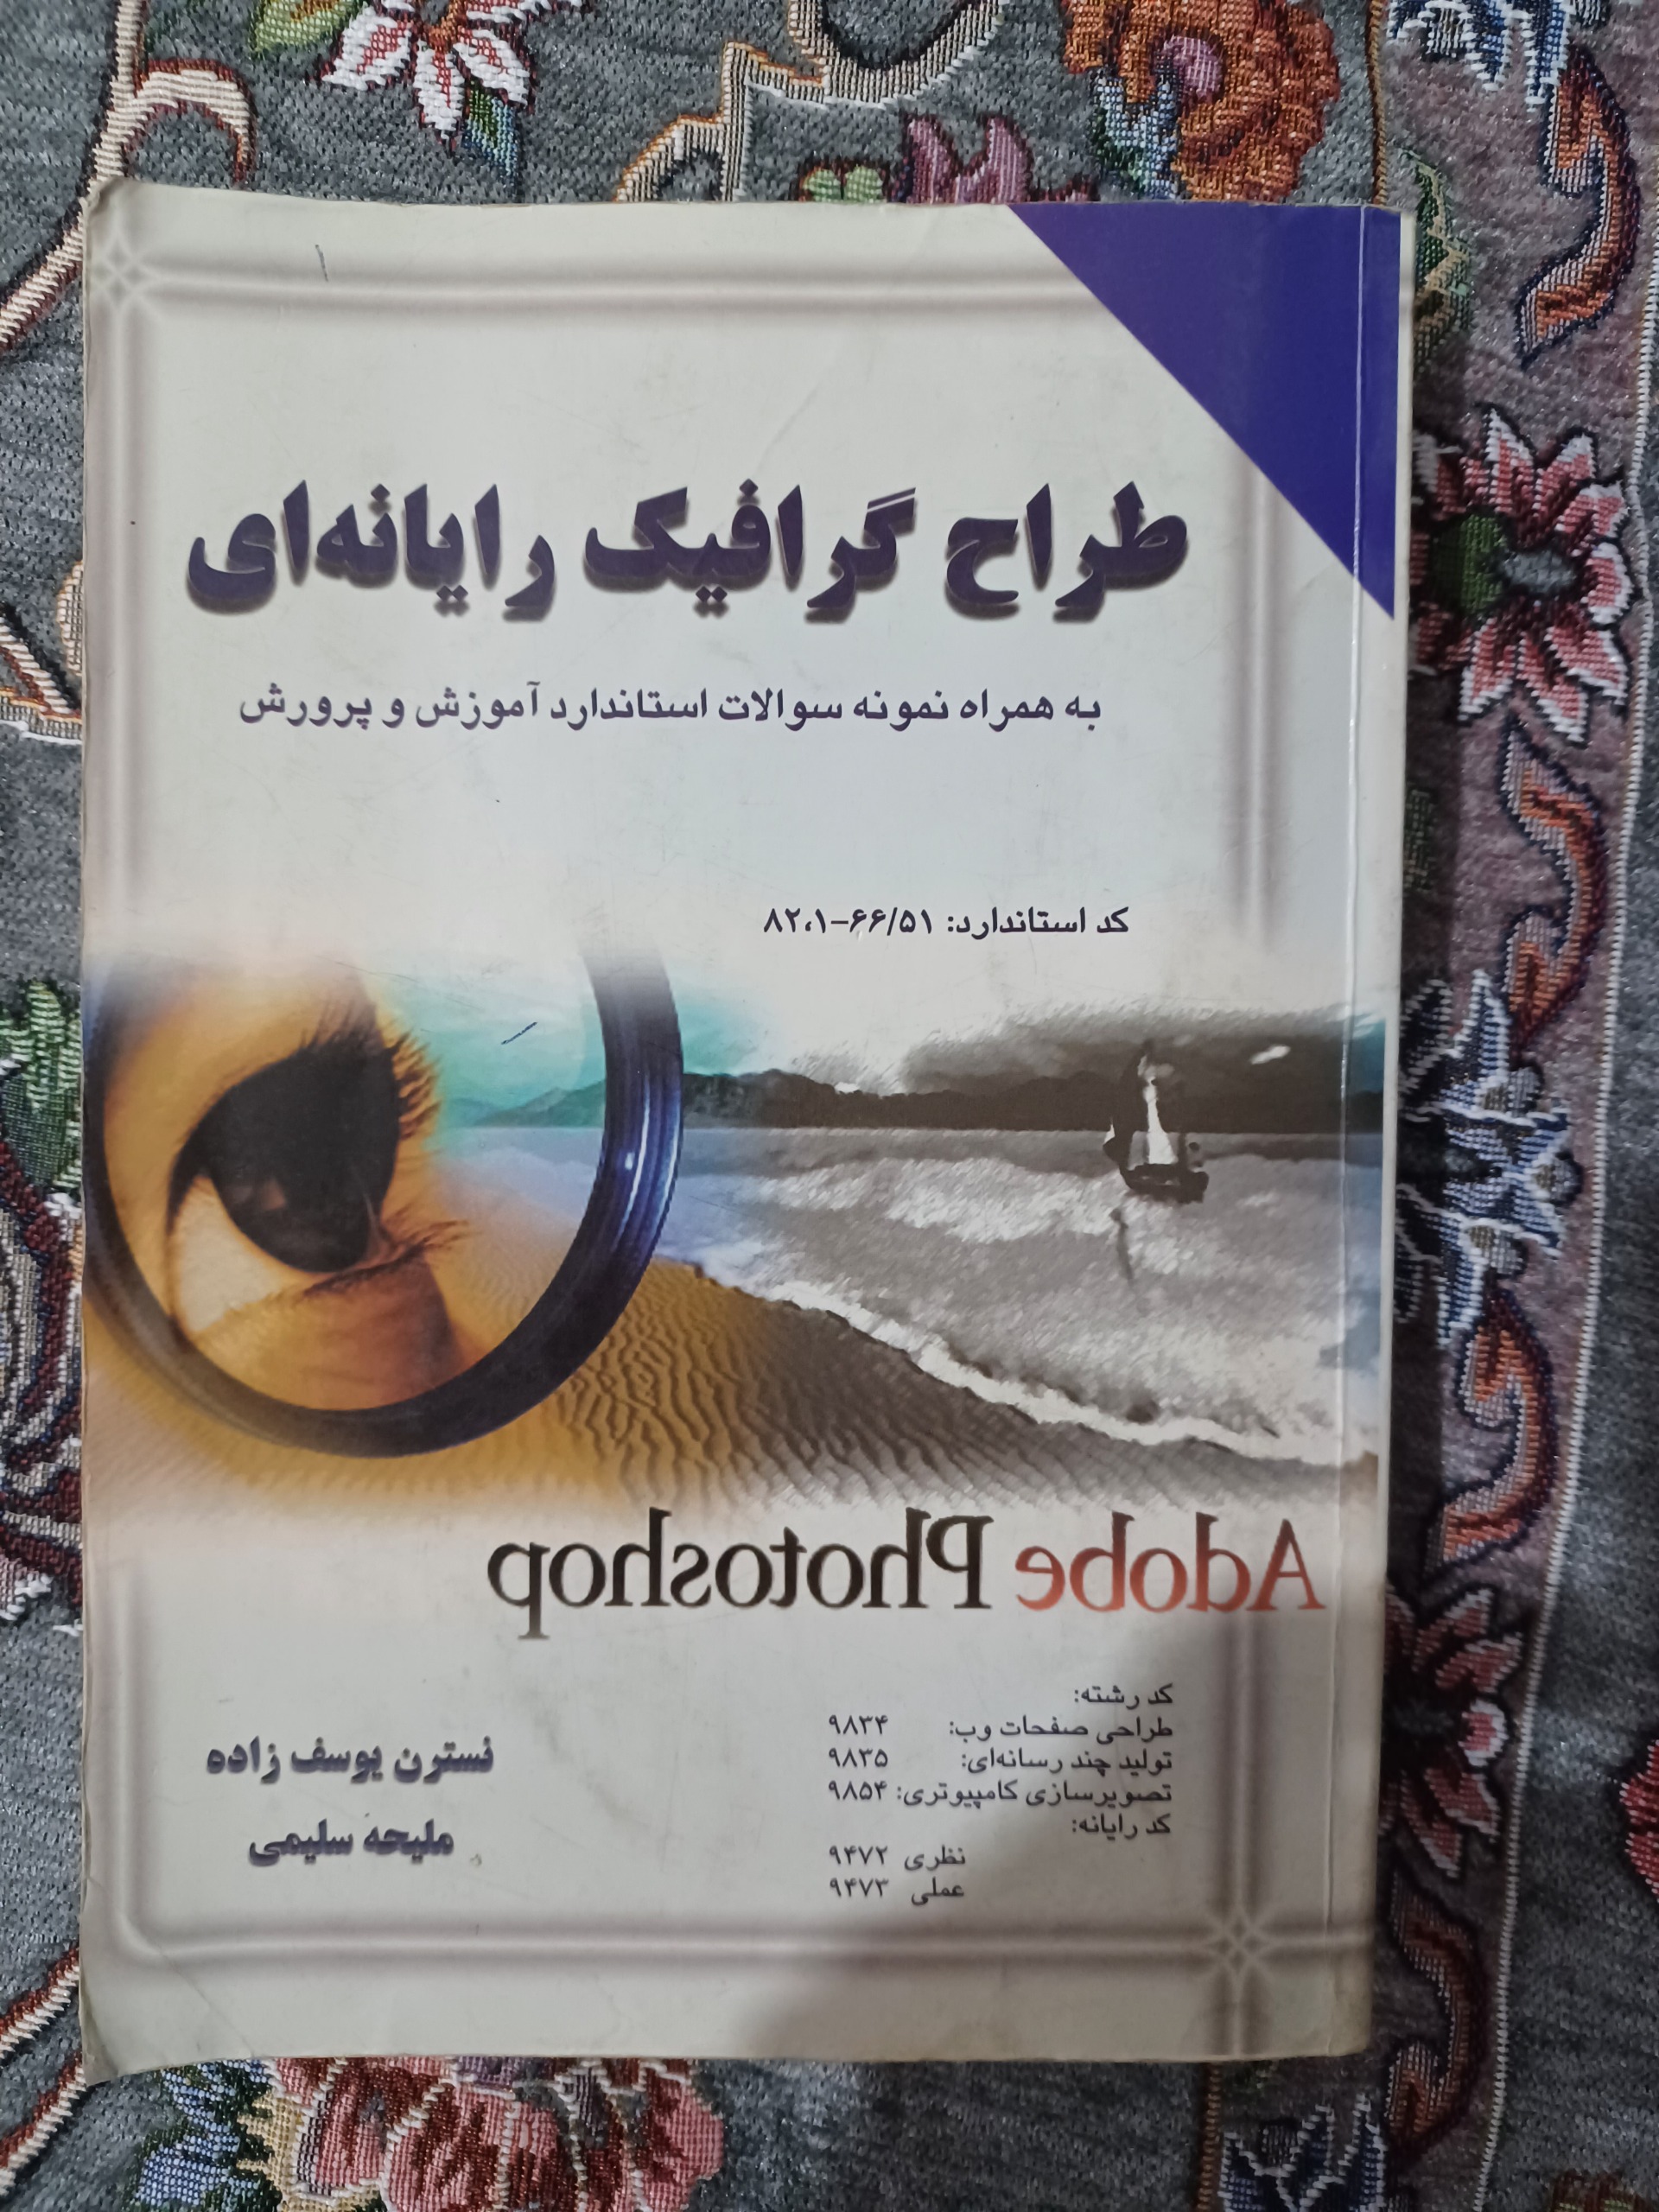 طراح گرافیک رایانه‌ای
به همراه نمونه سوالات استاندارد آموزش و پرورش
کد استاندارد: ۸۲،۱-۶۶/۵۱
Adobe Photoshop
کد رشته:
طراحی صفحات وب: ۹۸۳۴
تولید چند رسانه‌ای: ۹۸۳۵
تصویرسازی کامپیوتری: ۹۸۵۴
کد رایانه:
نظری ۹۴۷۲
عملی ۹۴۷۳
نسترن یوسف زاده
ملیحه سلیمی